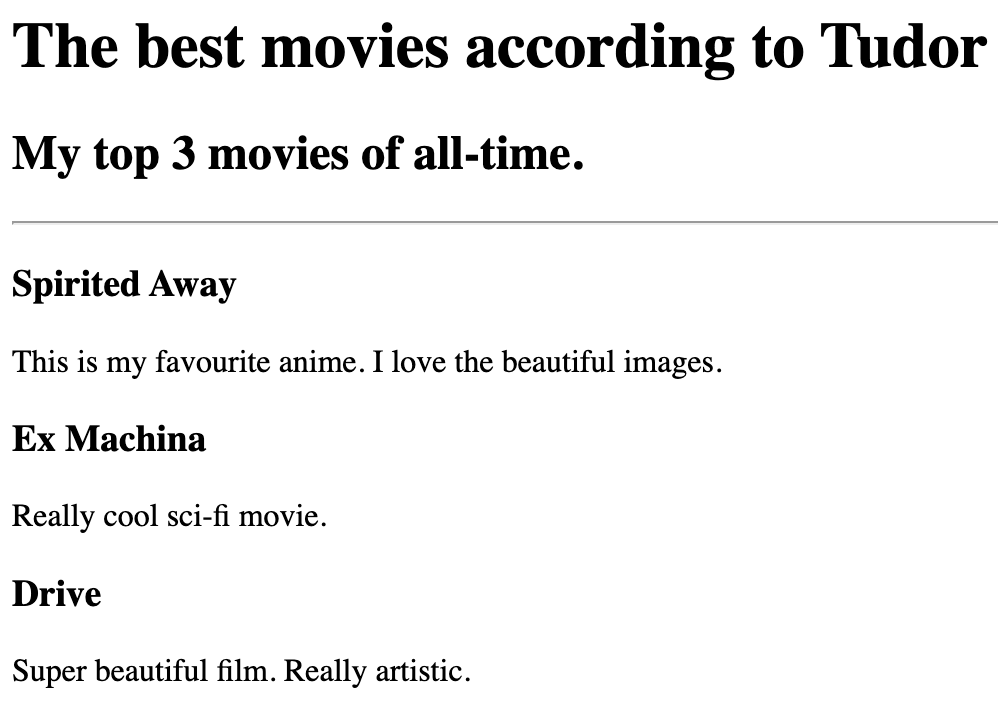 The best movies according to Tudor
My top 3 movies of all-time.
Spirited Away
This is my favourite anime. I love the beautiful images.
Ex Machina
Really cool sci-fi movie.
Drive
Super beautiful film. Really artistic.